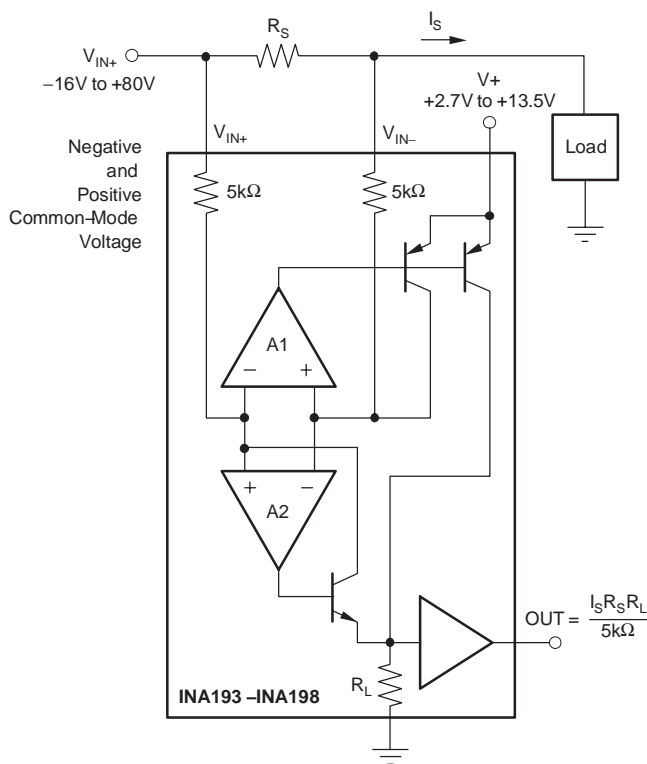 R_S
I_S
V_IN+
−16V to +80V
V+
+2.7V to +13.5V
V_IN+
V_IN−
Load
Negative
and
Positive
Common−Mode
Voltage
5kΩ
5kΩ
A1
− +
+ −
A2
OUT = I_S R_S R_L / 5kΩ
R_L
INA193 −INA198